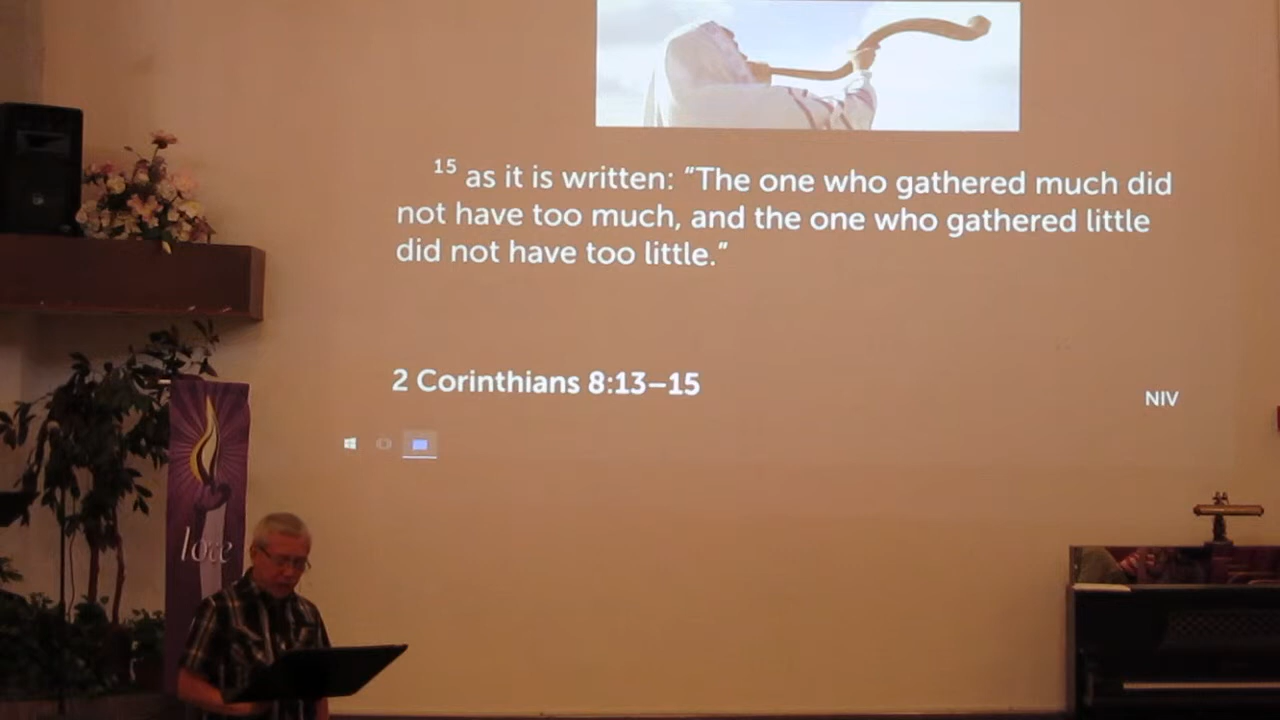 15 as it is written: “The one who gathered much did
not have too much, and the one who gathered little
did not have too little.”
2 Corinthians 8:13–15
NIV
love